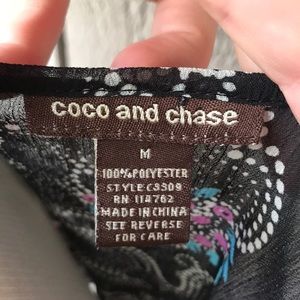 coco and chase
M
100% POLYESTER
STYLE C3309
RN 114762
MADE IN CHINA
SEE REVERSE
FOR CARE